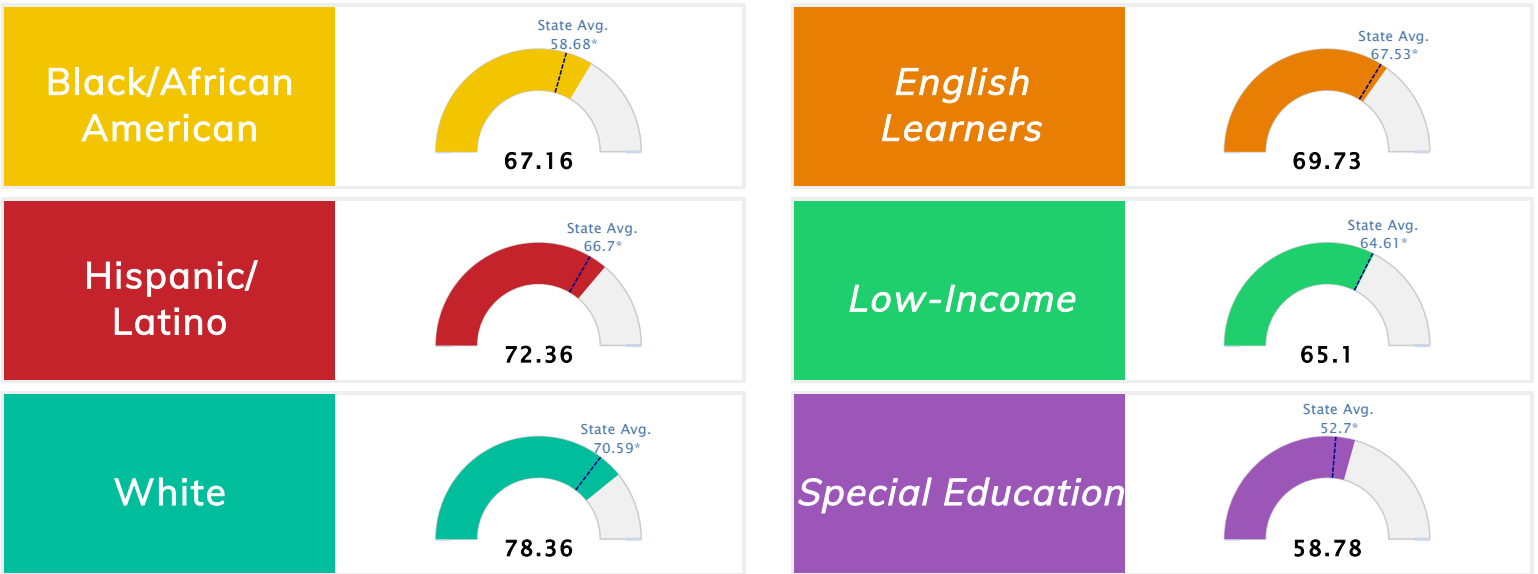 Black/African
American
State Avg.
58.68*
67.16
English
Learners
State Avg.
67.53*
69.73
Hispanic/
Latino
State Avg.
66.7*
72.36
Low-Income
State Avg.
64.61*
65.1
White
State Avg.
70.59*
78.36
Special Education
State Avg.
52.7*
58.78